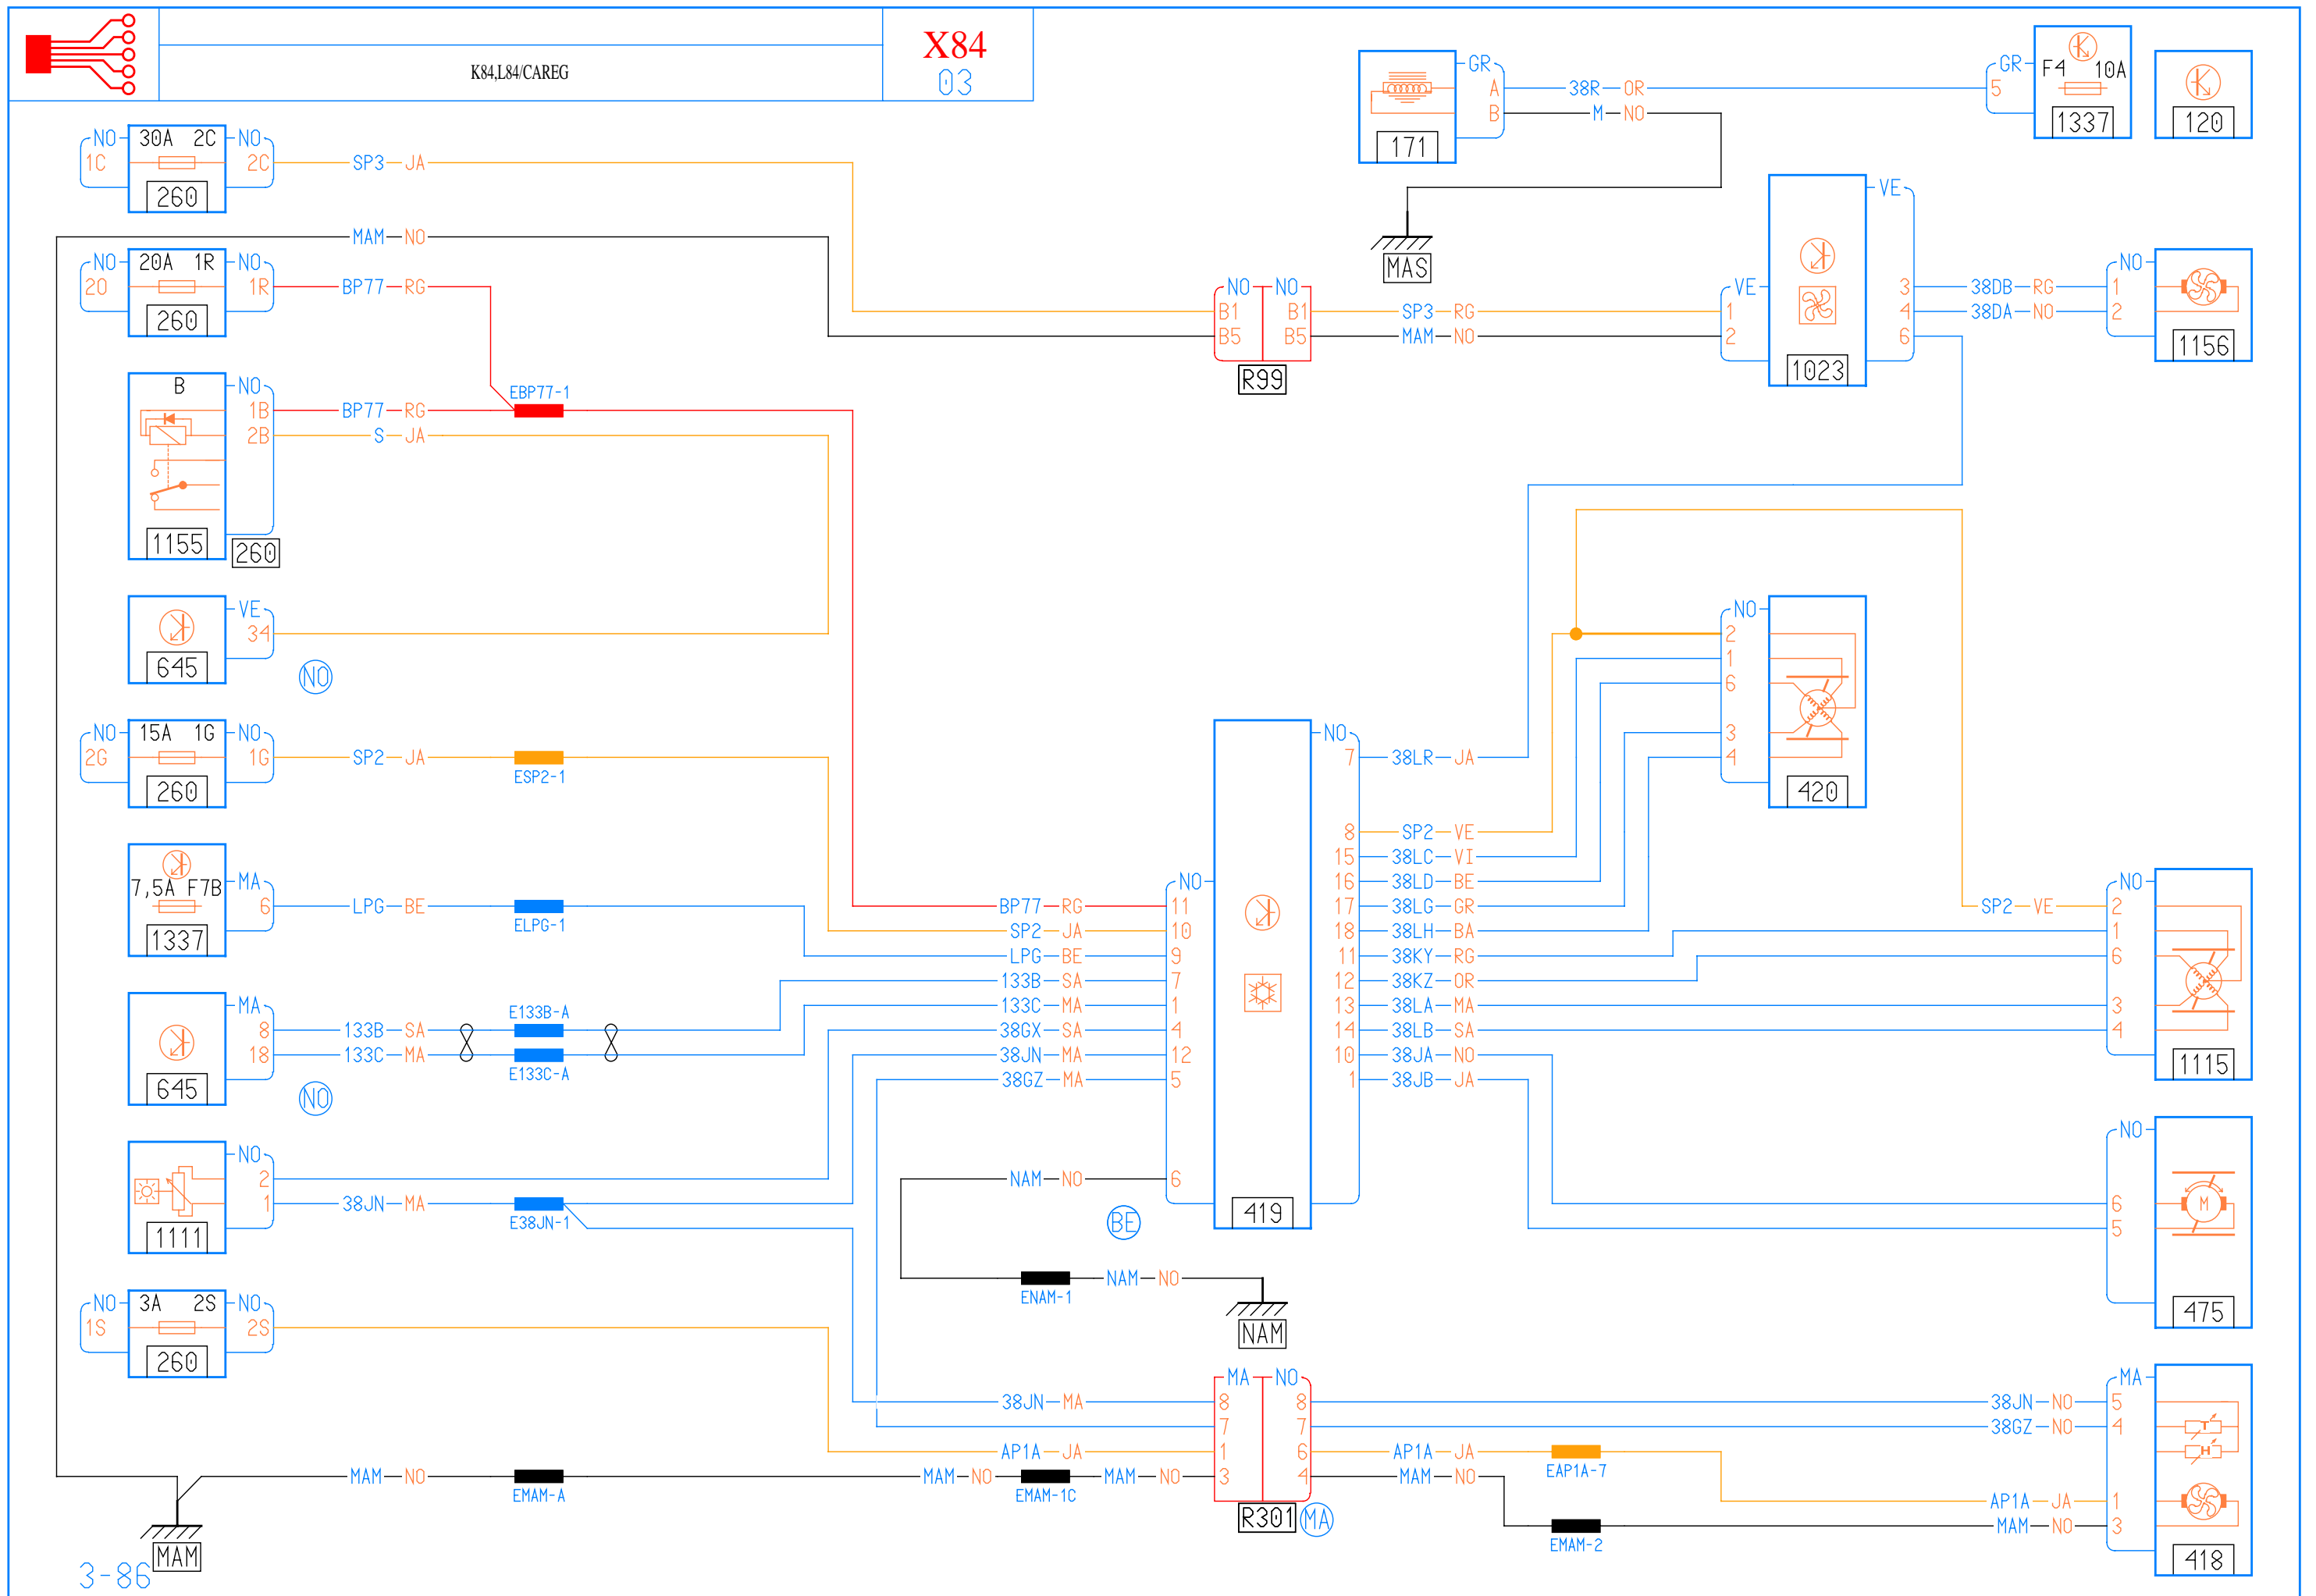 X84
K84,L84/CAREG
03
GR
A 38R OR
B M NO
171
MAS
GR
5
F4 10A
1337
120
NO 30A 2C NO
1C 2C SP3 JA
260
MAM NO
NO 20A 1R NO
20 1R BP77 RG
260
NO NO
B1 B1 SP3 RG
B5 B5 MAM NO
R99
VE
1
2
1023
VE
3 38DB RG
4 38DA NO
6
NO
1
2
1156
B NO
1B BP77 RG EBP77-1
2B S JA
1155 260
VE
34
645
NO
NO 15A 1G NO
2G 1G SP2 JA ESP2-1
260
7,5A F7B MA
6 LPG BE ELPG-1
1337
MA
8 133B SA E133B-A
18 133C MA E133C-A
645
NO
NO
2
1 38JN MA E38JN-1
1111
NO 3A 2S NO
1S 2S
260
NO
BP77 RG 11
SP2 JA 10
LPG BE 9
133B SA 7
133C MA 1
38GX SA 4
38JN MA 12
38GZ MA 5
NAM NO 6
BE
419
ENAM-1 NAM NO
NAM
NO
7 38LR JA
8 SP2 VE
15 38LC VI
16 38LD BE
17 38LG GR
18 38LH BA
11 38KY RG
12 38KZ OR
13 38LA MA
14 38LB SA
10 38JA NO
1 38JB JA
NO
2
1
6
3
4
420
NO
SP2 VE 2
1
6
3
4
1115
NO
6
5
M
475
MA NO
38JN MA 8 8 38JN NO
7 7 38GZ NO
AP1A JA 1 6 AP1A JA EAP1A-7 AP1A JA
MAM NO EMAM-A MAM NO EMAM-1C MAM NO 3 4 MAM NO EMAM-2 MAM NO
R301 MA
MA
5
4
T
H
1
3
418
MAM
3-86